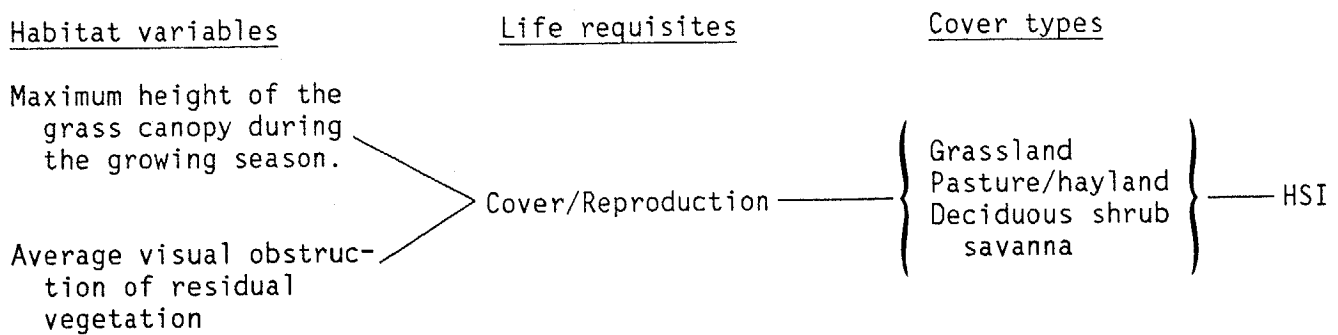 Habitat variables
Life requisites
Cover types
Maximum height of the
grass canopy during
the growing season.
Average visual obstruc-
tion of residual
vegetation
Cover/Reproduction
Grassland
Pasture/hayland
Deciduous shrub
savanna
HSI